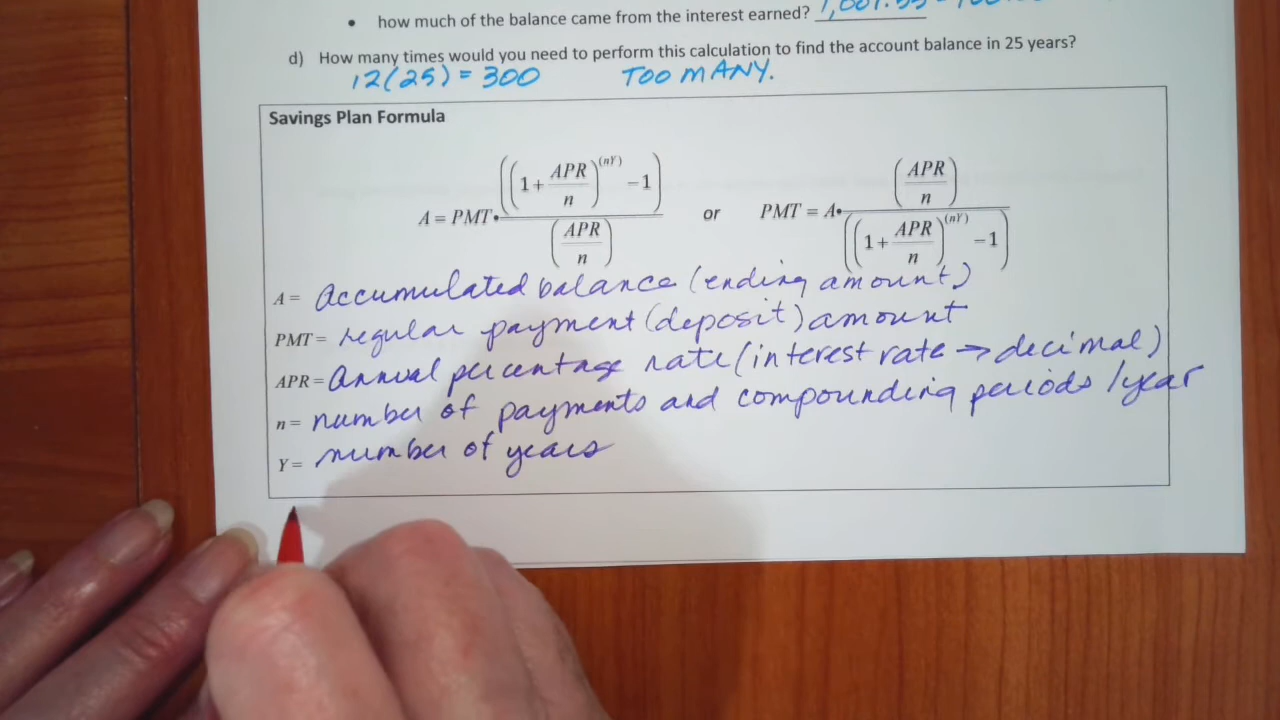 • how much of the balance came from the interest earned?
d) How many times would you need to perform this calculation to find the account balance in 25 years?
12(25) = 300 TOO MANY.
Savings Plan Formula
A = PMT • ((1 + APR/n)^(nY) − 1) / (APR/n) or PMT = A • (APR/n) / ((1 + APR/n)^(nY) − 1)
A = Accumulated balance (ending amount)
PMT = regular payment (deposit) amount
APR = Annual percentage rate (interest rate → decimal)
n = number of payments and compounding periods /year
Y = number of years